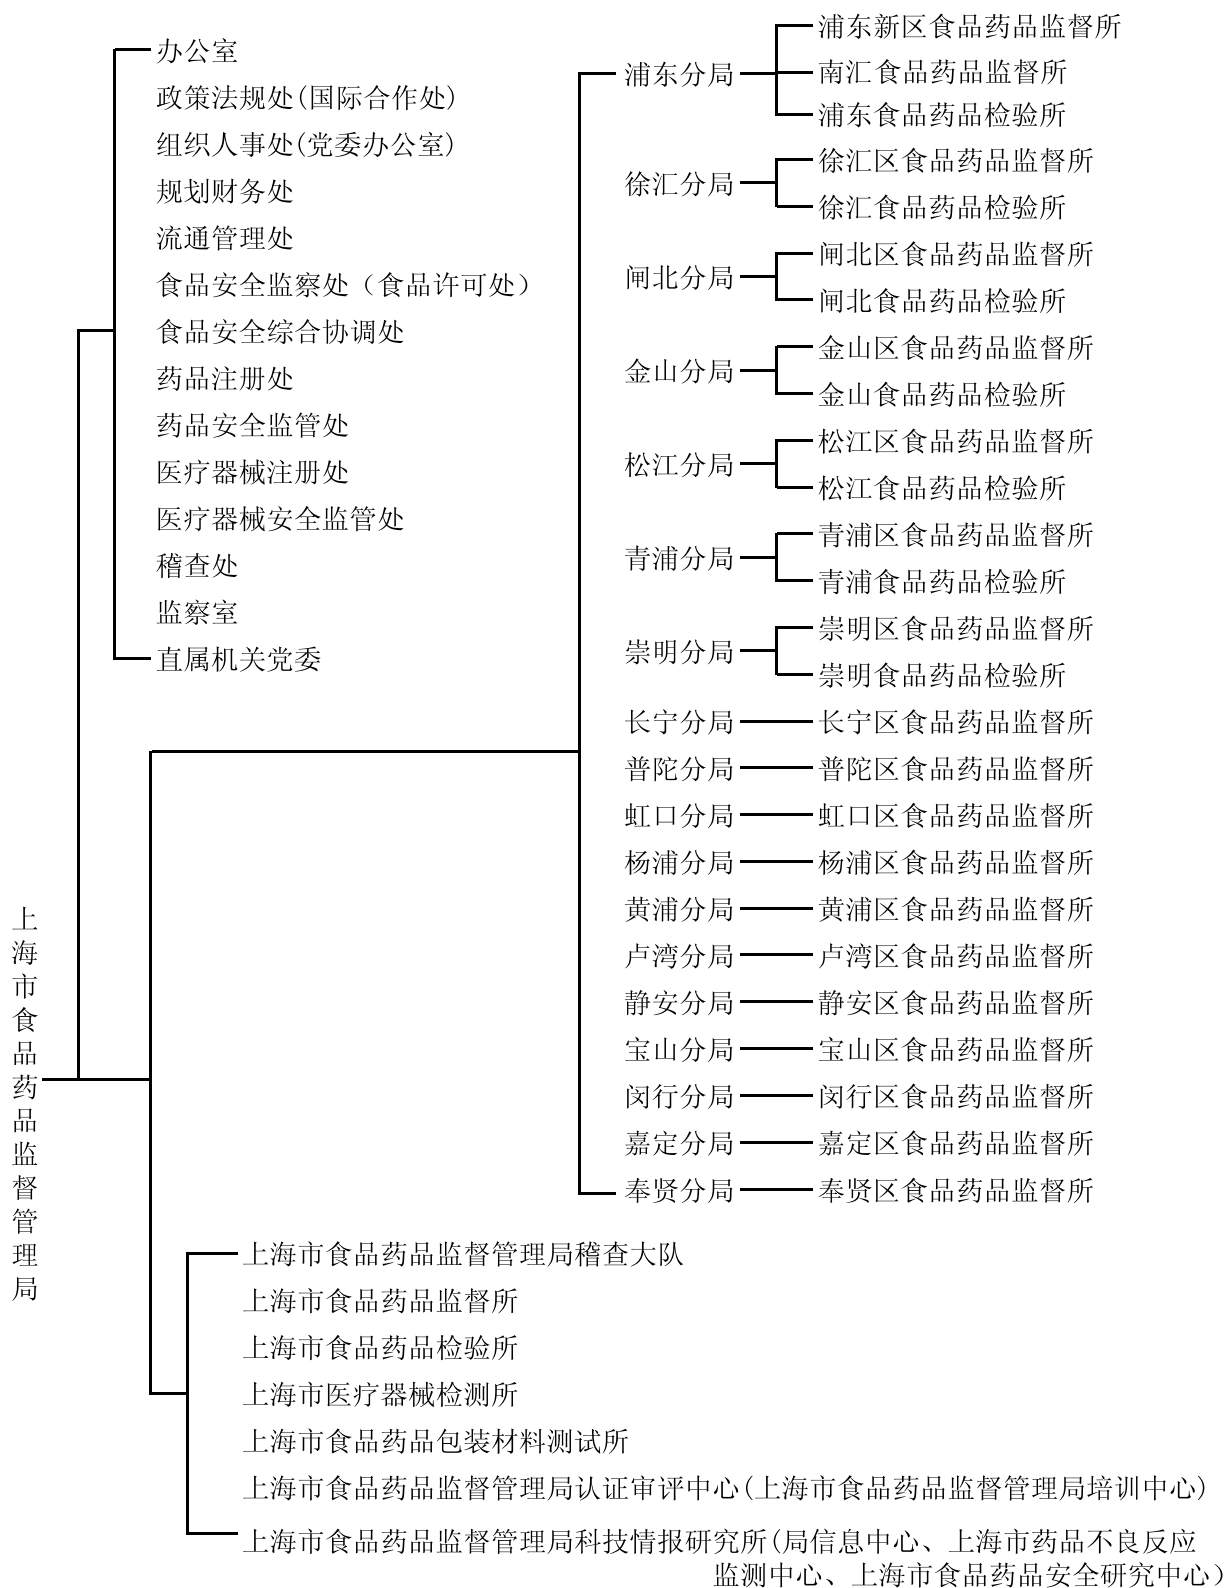 上海市食品药品监督管理局
办公室
政策法规处(国际合作处)
组织人事处(党委办公室)
规划财务处
流通管理处
食品安全监察处（食品许可处）
食品安全综合协调处
药品注册处
药品安全监管处
医疗器械注册处
医疗器械安全监管处
稽查处
监察室
直属机关党委
浦东分局
浦东新区食品药品监督所
南汇食品药品监督所
浦东食品药品检验所
徐汇分局
徐汇区食品药品监督所
徐汇食品药品检验所
闸北分局
闸北区食品药品监督所
闸北食品药品检验所
金山分局
金山区食品药品监督所
金山食品药品检验所
松江分局
松江区食品药品监督所
松江食品药品检验所
青浦分局
青浦区食品药品监督所
青浦食品药品检验所
崇明分局
崇明区食品药品监督所
崇明食品药品检验所
长宁分局
长宁区食品药品监督所
普陀分局
普陀区食品药品监督所
虹口分局
虹口区食品药品监督所
杨浦分局
杨浦区食品药品监督所
黄浦分局
黄浦区食品药品监督所
卢湾分局
卢湾区食品药品监督所
静安分局
静安区食品药品监督所
宝山分局
宝山区食品药品监督所
闵行分局
闵行区食品药品监督所
嘉定分局
嘉定区食品药品监督所
奉贤分局
奉贤区食品药品监督所
上海市食品药品监督管理局稽查大队
上海市食品药品监督所
上海市食品药品检验所
上海市医疗器械检测所
上海市食品药品包装材料测试所
上海市食品药品监督管理局认证审评中心(上海市食品药品监督管理局培训中心)
上海市食品药品监督管理局科技情报研究所(局信息中心、上海市药品不良反应
监测中心、上海市食品药品安全研究中心）